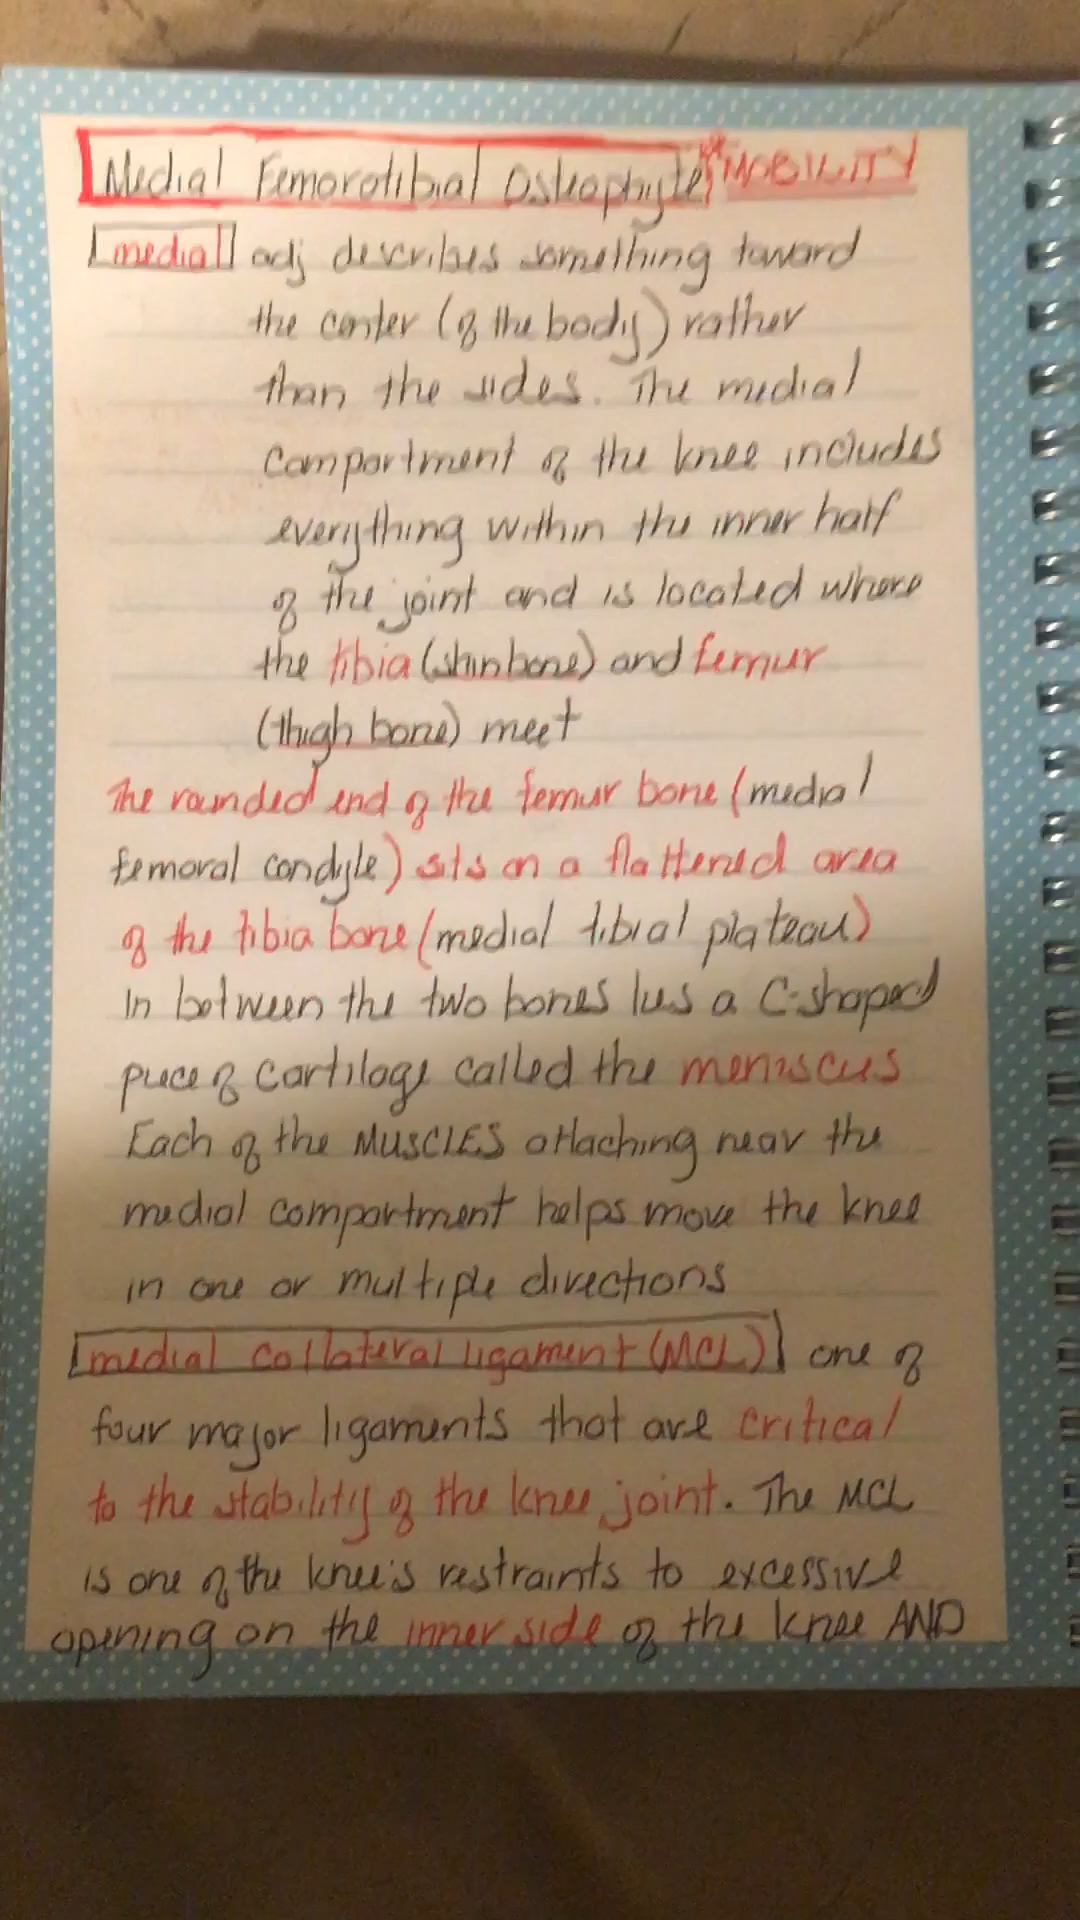 Medial Femorotibial Osteophyte ** MOBILITY
medial adj describes something toward
the center (of the body) rather
than the sides. The medial
compartment of the knee includes
everything within the inner half
of the joint and is located where
the tibia (shinbone) and femur
(thigh bone) meet
The rounded end of the femur bone (medial
femoral condyle) sits on a flattened area
of the tibia bone (medial tibial plateau)
In between the two bones lies a C-shaped
piece of cartilage called the meniscus
Each of the MUSCLES attaching near the
medial compartment helps move the knee
in one or multiple directions
medial collateral ligament (MCL) one of
four major ligaments that are critical
to the stability of the knee joint. The MCL
is one of the knee's restraints to excessive
opening on the inner side of the knee AND